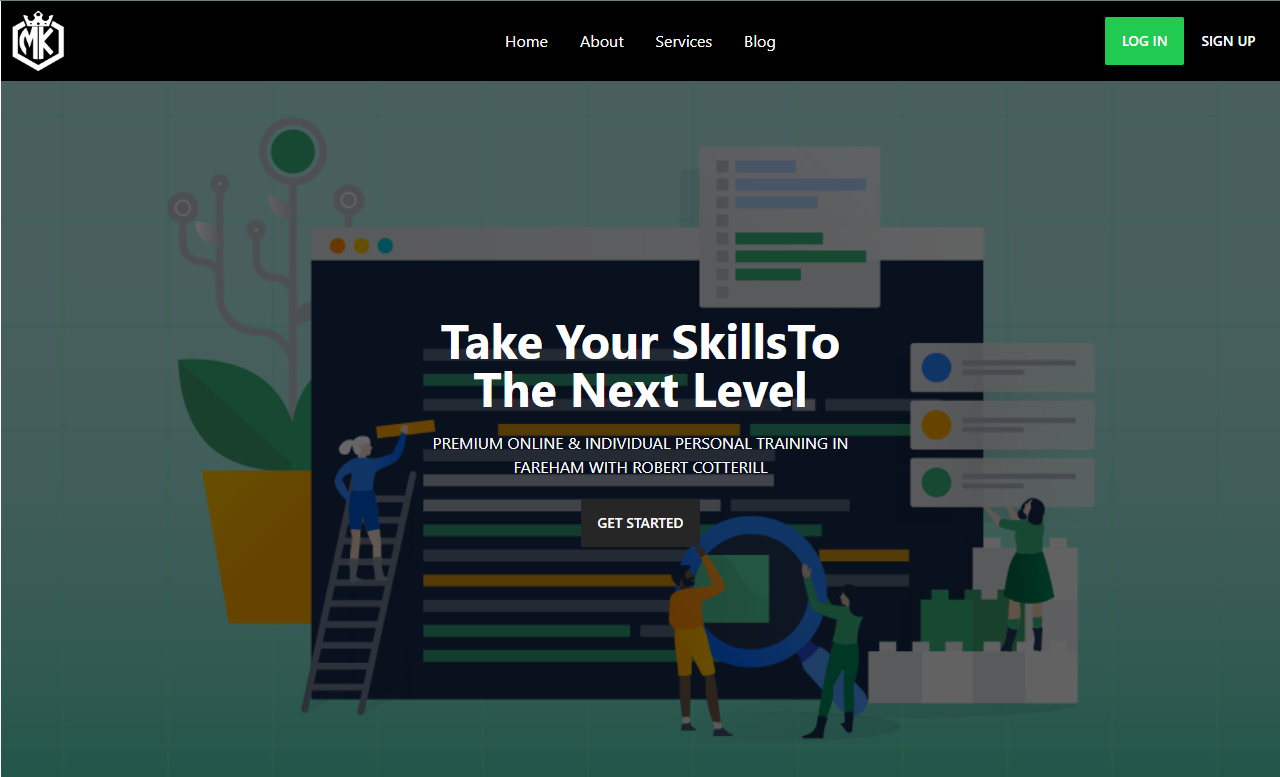 MK
Home About Services Blog
LOG IN SIGN UP
Take Your SkillsTo
The Next Level
PREMIUM ONLINE & INDIVIDUAL PERSONAL TRAINING IN
FAREHAM WITH ROBERT COTTERILL
GET STARTED